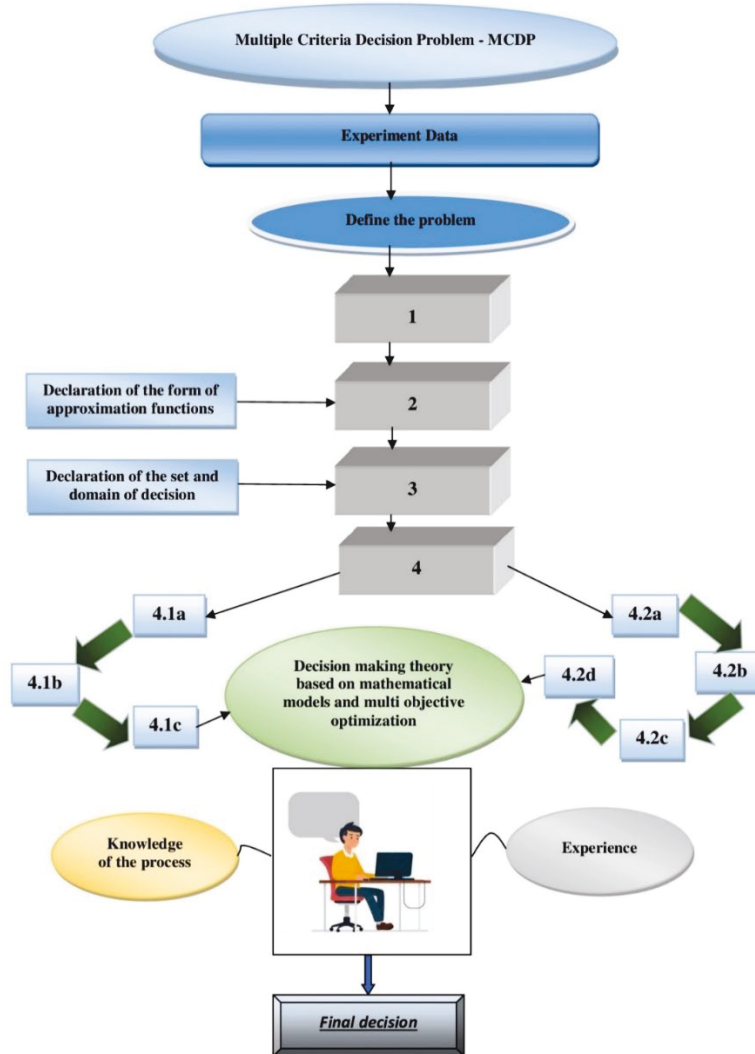 Multiple Criteria Decision Problem - MCDP
Experiment Data
Define the problem
1
Declaration of the form of
approximation functions
2
Declaration of the set and
domain of decision
3
4
4.1a
4.2a
4.1b
4.2b
4.1c
Decision making theory
based on mathematical
models and multi objective
optimization
4.2d
4.2c
Knowledge
of the process
Experience
Final decision